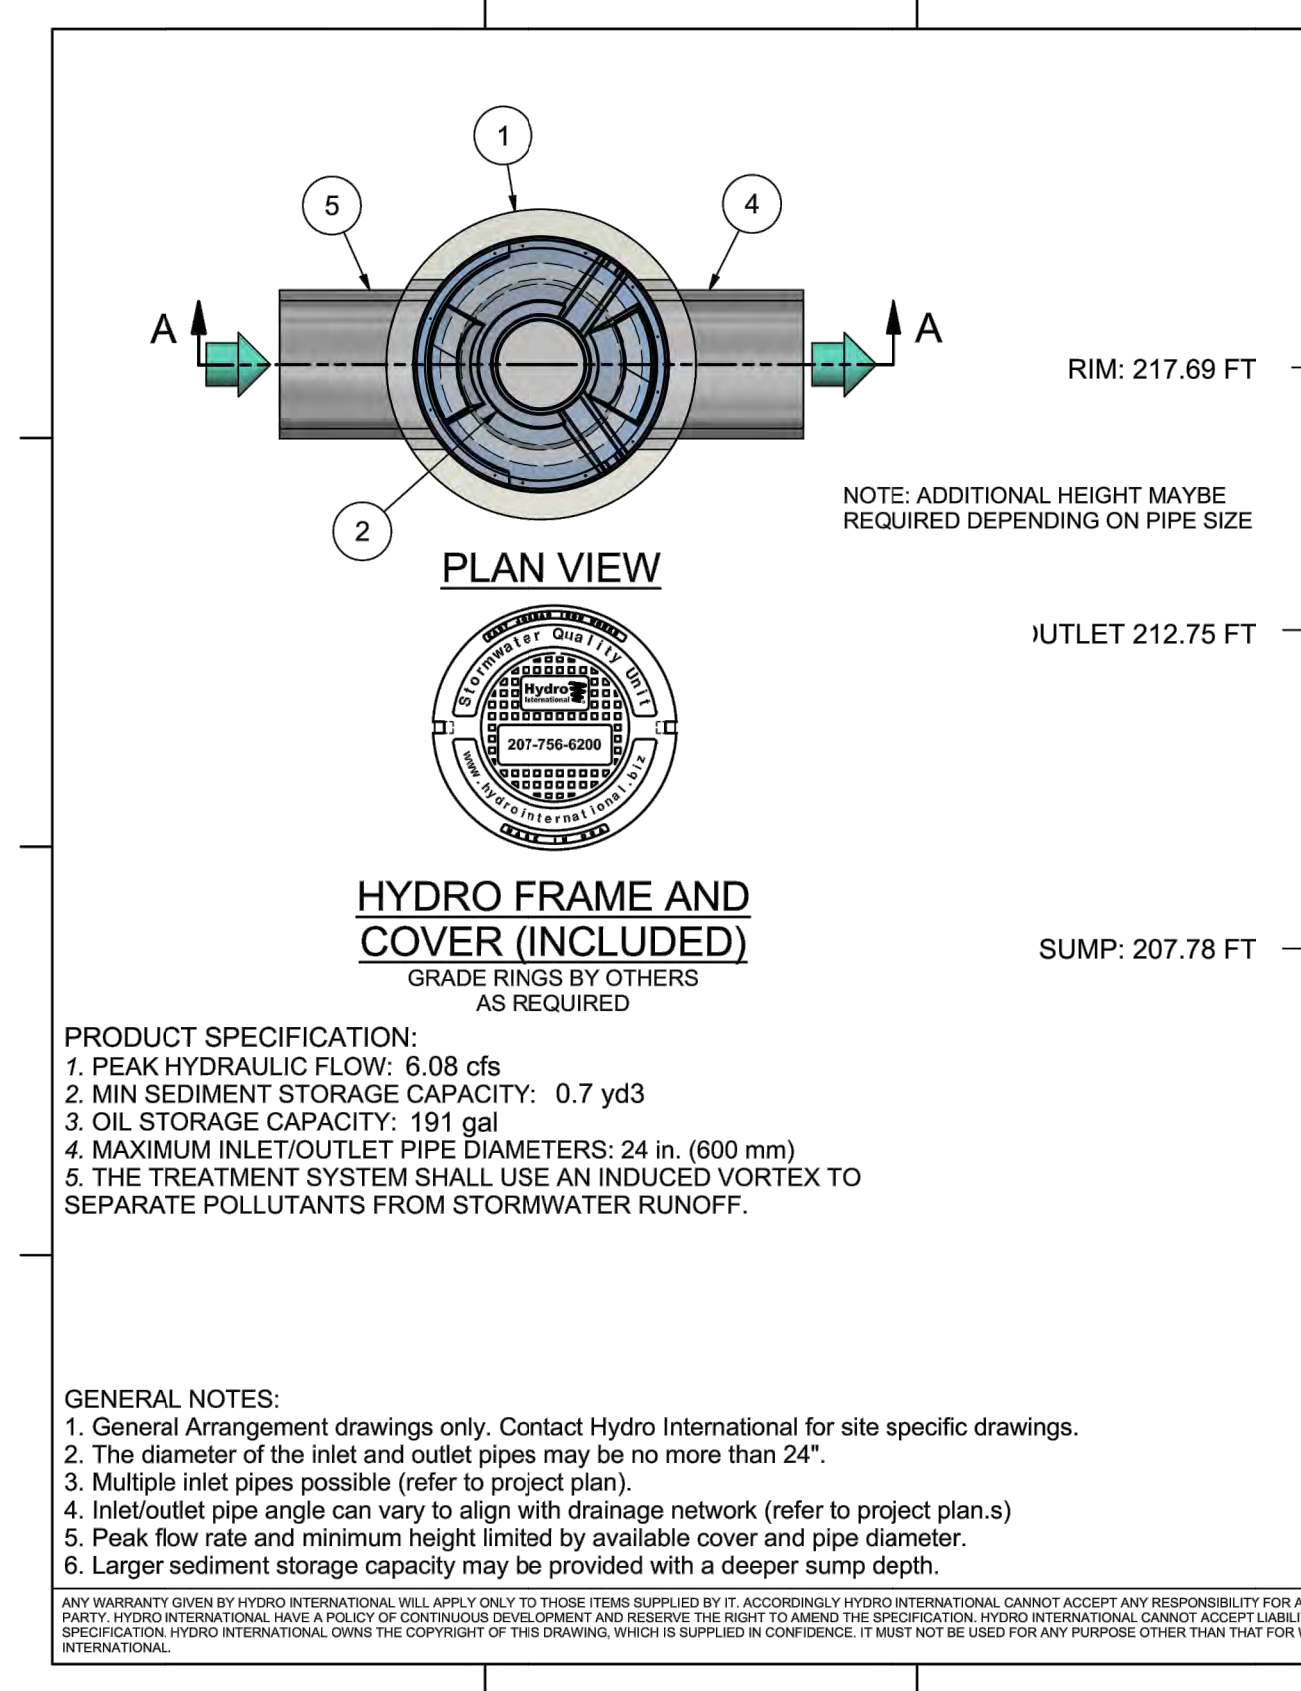 1
5
4
A
A
RIM: 217.69 FT
2
NOTE: ADDITIONAL HEIGHT MAYBE
REQUIRED DEPENDING ON PIPE SIZE
PLAN VIEW
UTLET 212.75 FT
EAST JORDAN IRON WORKS
Stormwater Quality Unit
Hydro
International
207-756-6200
www.hydrointernational.biz
MADE IN USA
HYDRO FRAME AND
COVER (INCLUDED)
GRADE RINGS BY OTHERS
AS REQUIRED
SUMP: 207.78 FT
PRODUCT SPECIFICATION:
1. PEAK HYDRAULIC FLOW: 6.08 cfs
2. MIN SEDIMENT STORAGE CAPACITY: 0.7 yd3
3. OIL STORAGE CAPACITY: 191 gal
4. MAXIMUM INLET/OUTLET PIPE DIAMETERS: 24 in. (600 mm)
5. THE TREATMENT SYSTEM SHALL USE AN INDUCED VORTEX TO
SEPARATE POLLUTANTS FROM STORMWATER RUNOFF.
GENERAL NOTES:
1. General Arrangement drawings only. Contact Hydro International for site specific drawings.
2. The diameter of the inlet and outlet pipes may be no more than 24".
3. Multiple inlet pipes possible (refer to project plan).
4. Inlet/outlet pipe angle can vary to align with drainage network (refer to project plan.s)
5. Peak flow rate and minimum height limited by available cover and pipe diameter.
6. Larger sediment storage capacity may be provided with a deeper sump depth.
ANY WARRANTY GIVEN BY HYDRO INTERNATIONAL WILL APPLY ONLY TO THOSE ITEMS SUPPLIED BY IT. ACCORDINGLY HYDRO INTERNATIONAL CANNOT ACCEPT ANY RESPONSIBILITY FOR A
PARTY. HYDRO INTERNATIONAL HAVE A POLICY OF CONTINUOUS DEVELOPMENT AND RESERVE THE RIGHT TO AMEND THE SPECIFICATION. HYDRO INTERNATIONAL CANNOT ACCEPT LIABILI
SPECIFICATION. HYDRO INTERNATIONAL OWNS THE COPYRIGHT OF THIS DRAWING, WHICH IS SUPPLIED IN CONFIDENCE. IT MUST NOT BE USED FOR ANY PURPOSE OTHER THAN THAT FOR
INTERNATIONAL.